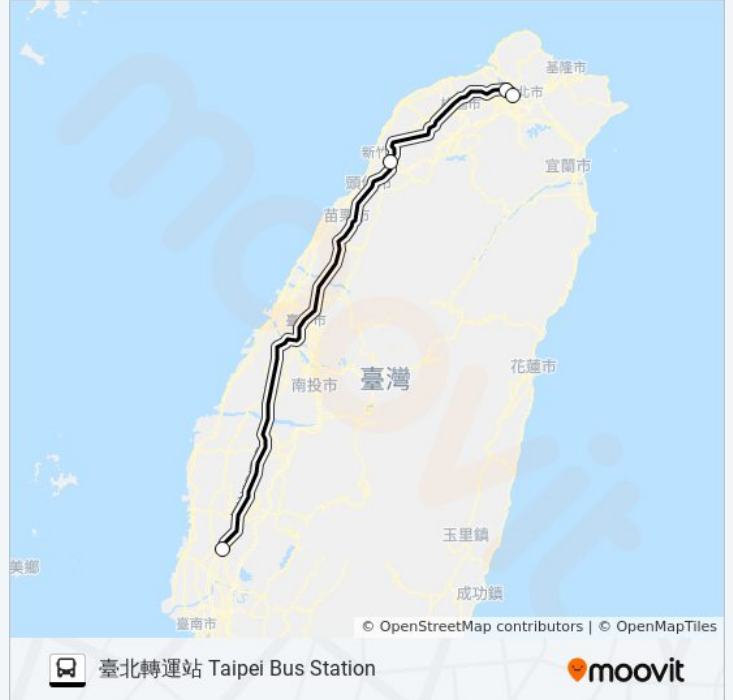 基隆市
北市
新竹
宜蘭市
苗栗市
市
花蓮市
南投市
臺灣
玉里鎮
美鄉
成功鎮
臺南市
© OpenStreetMap contributors | © OpenMapTiles
臺北轉運站 Taipei Bus Station
moovit
moovit